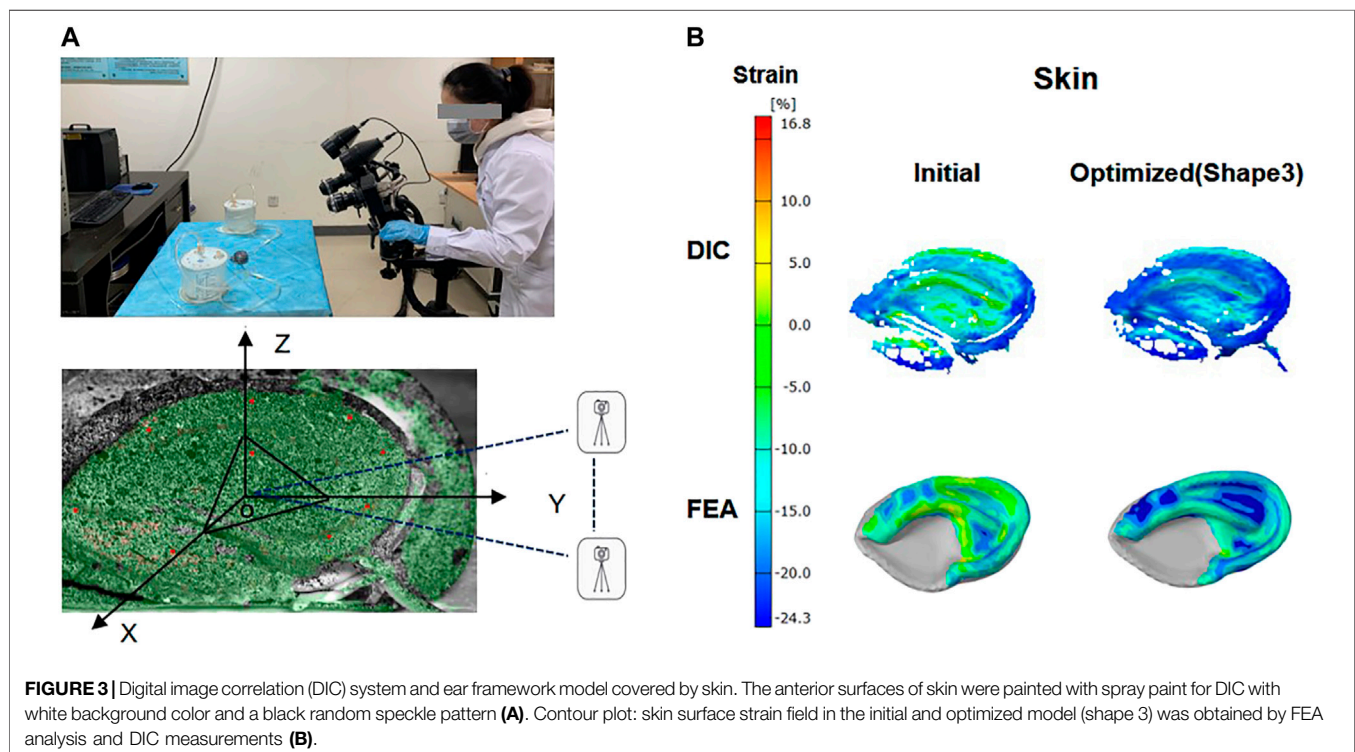 A
Z
O
Y
X
B
Strain
[%]
Skin
16.8
10.0
5.0
0.0
-5.0
-10.0
-15.0
-20.0
-24.3
Initial
Optimized(Shape3)
DIC
FEA
FIGURE 3 | Digital image correlation (DIC) system and ear framework model covered by skin. The anterior surfaces of skin were painted with spray paint for DIC with
white background color and a black random speckle pattern (A). Contour plot: skin surface strain field in the initial and optimized model (shape 3) was obtained by FEA
analysis and DIC measurements (B).